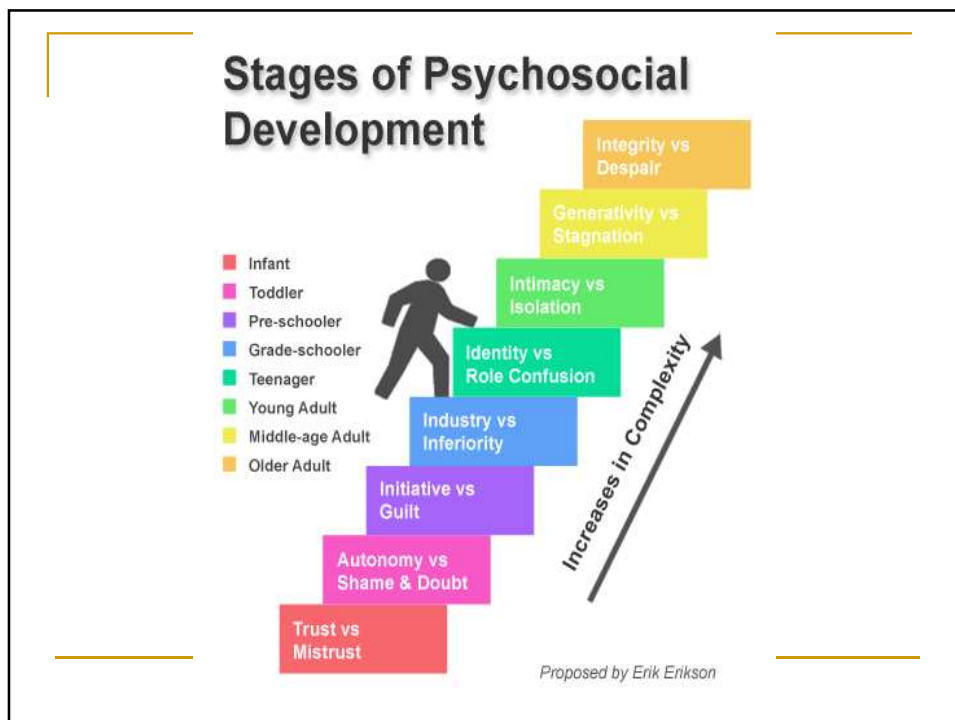 Stages of Psychosocial
Development
Integrity vs
Despair
Generativity vs
Stagnation
Intimacy vs
Isolation
Identity vs
Role Confusion
Industry vs
Inferiority
Initiative vs
Guilt
Autonomy vs
Shame & Doubt
Trust vs
Mistrust
Infant
Toddler
Pre-schooler
Grade-schooler
Teenager
Young Adult
Middle-age Adult
Older Adult
Increases in Complexity
Proposed by Erik Erikson